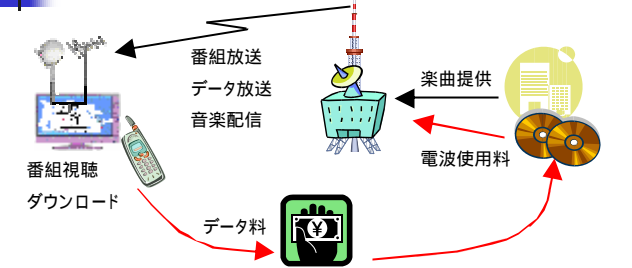 番組放送
データ放送
音楽配信
楽曲提供
電波使用料
番組視聴
ダウンロード
データ料
¥